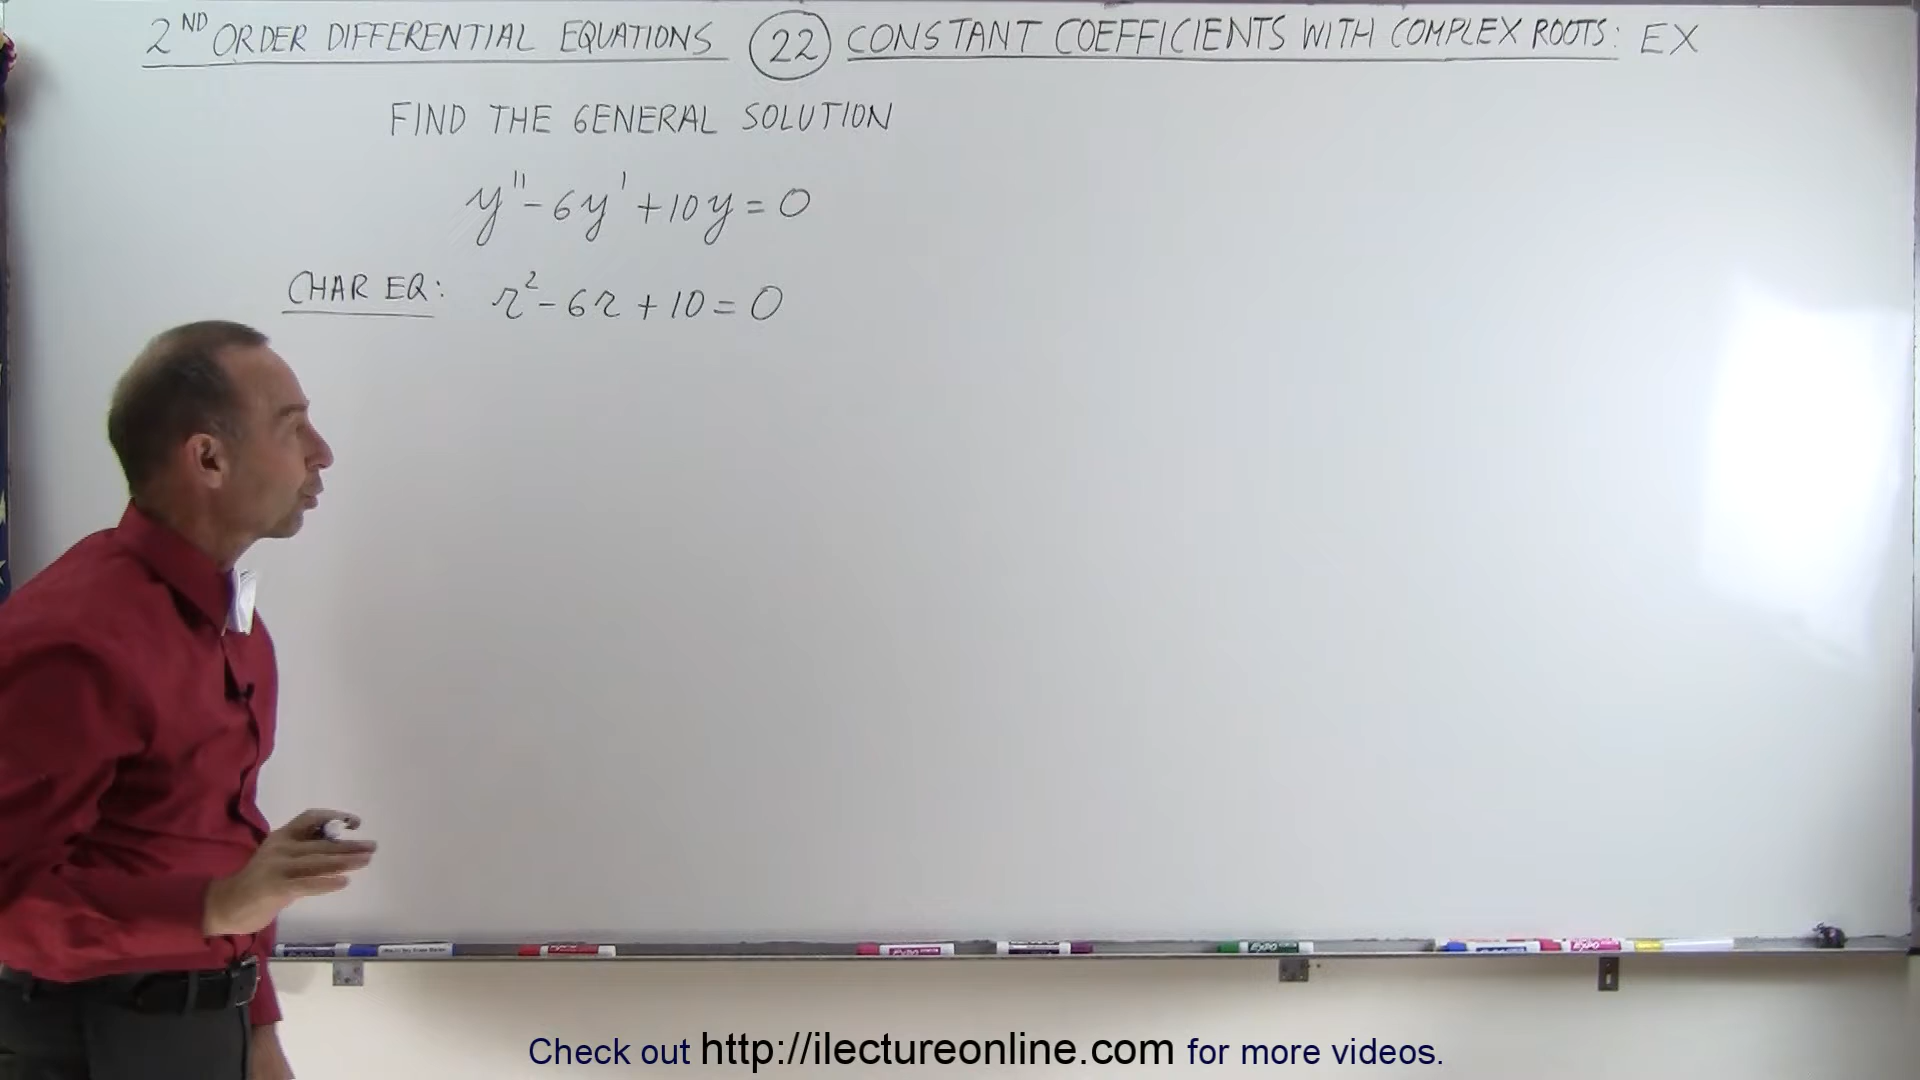 2ND ORDER DIFFERENTIAL EQUATIONS 22 CONSTANT COEFFICIENTS WITH COMPLEX ROOTS: EX
FIND THE GENERAL SOLUTION
y" - 6y' + 10y = 0
CHAR EQ: r² - 6r + 10 = 0
Check out http://ilectureonline.com for more videos.